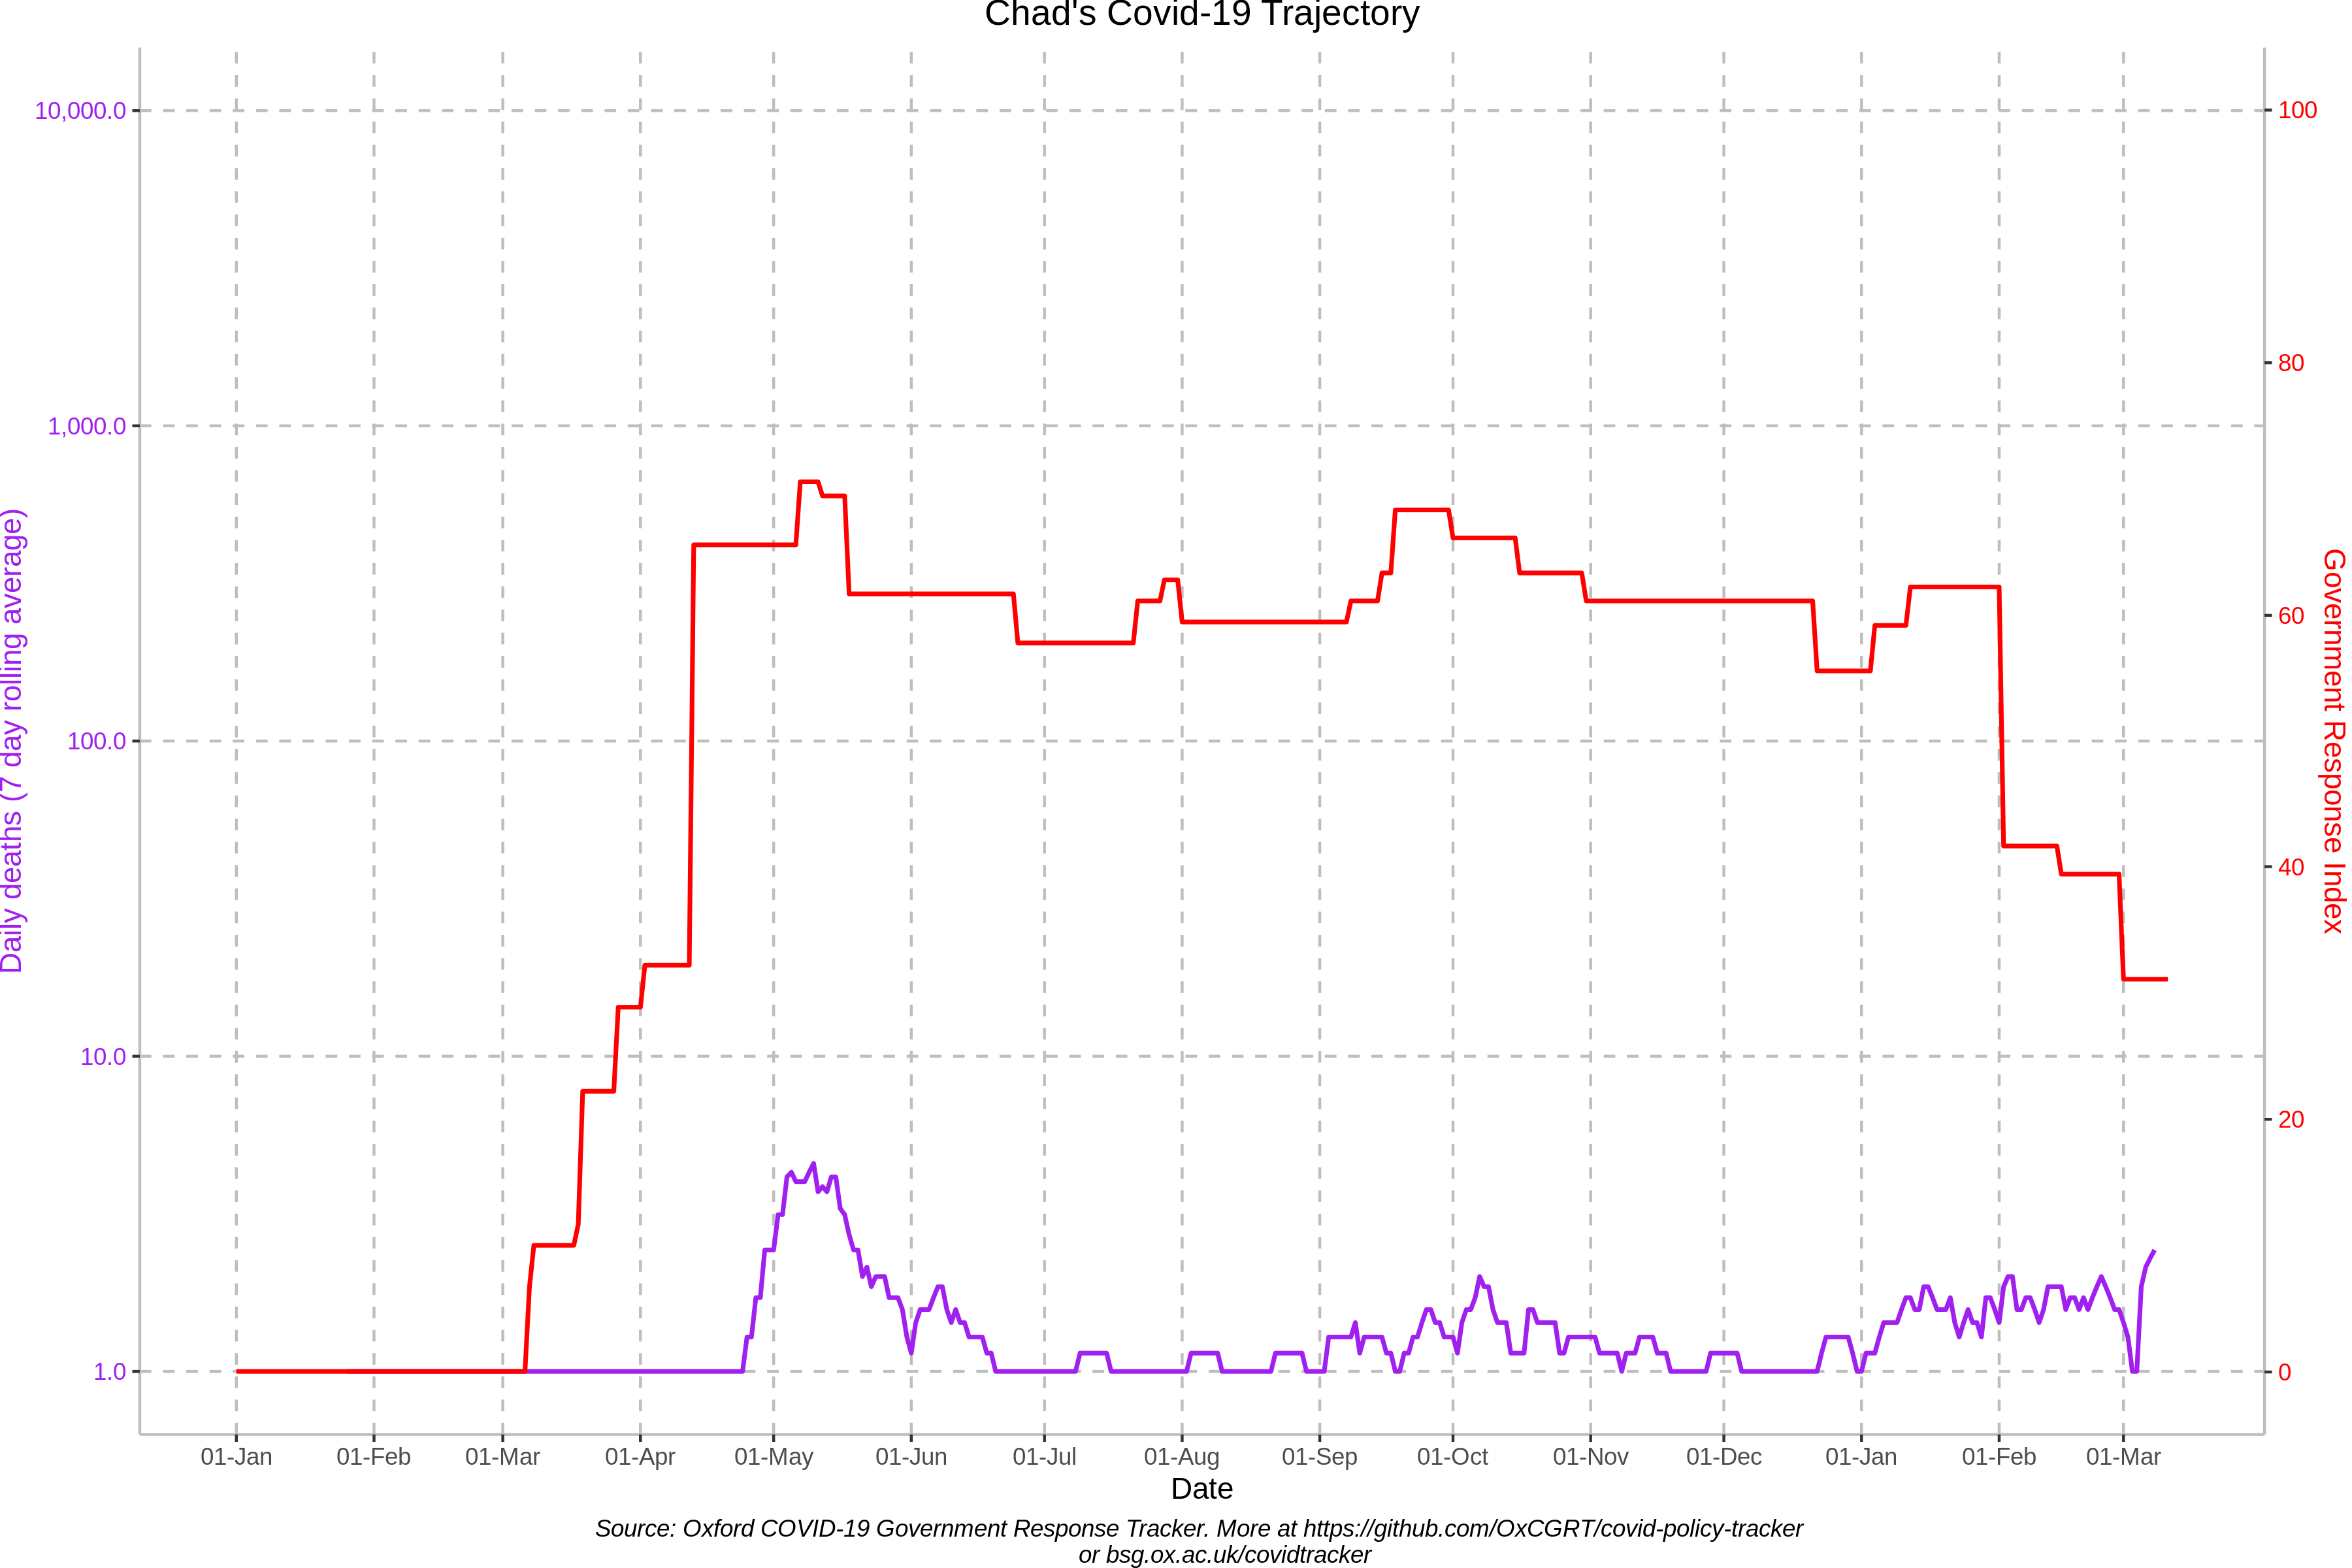 Chad's Covid-19 Trajectory
10,000.0
1,000.0
100.0
10.0
1.0
Daily deaths (7 day rolling average)
100
80
60
40
20
0
Government Response Index
01-Jan 01-Feb 01-Mar 01-Apr 01-May 01-Jun 01-Jul 01-Aug 01-Sep 01-Oct 01-Nov 01-Dec 01-Jan 01-Feb 01-Mar
Date
Source: Oxford COVID-19 Government Response Tracker. More at https://github.com/OxCGRT/covid-policy-tracker
or bsg.ox.ac.uk/covidtracker